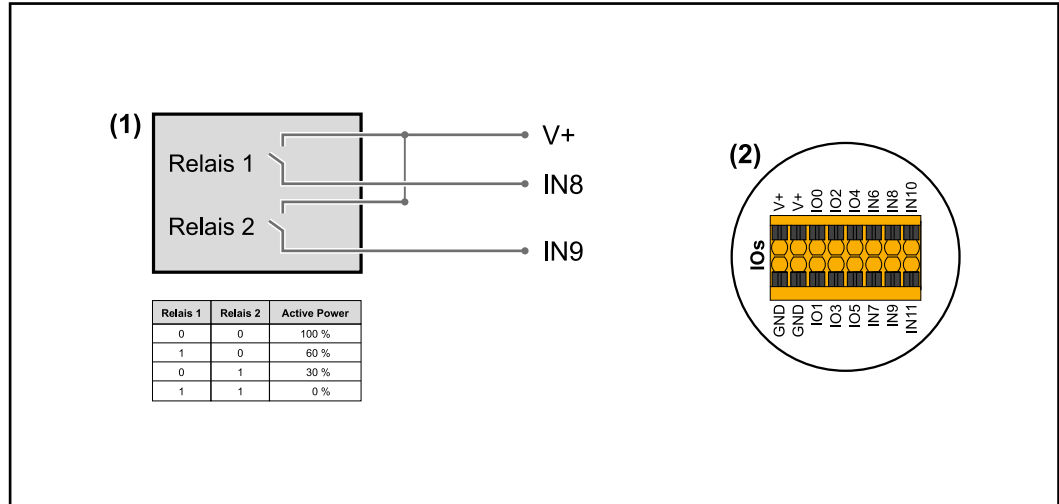 (1)
Relais 1
Relais 2
V+
IN8
IN9
Relais 1 Relais 2 Active Power
0 0 100 %
1 0 60 %
0 1 30 %
1 1 0 %
(2)
IOs
V+ V+ IO0 IO2 IO4 IN6 IN8 IN10
GND GND IO1 IO3 IO5 IN7 IN9 IN11